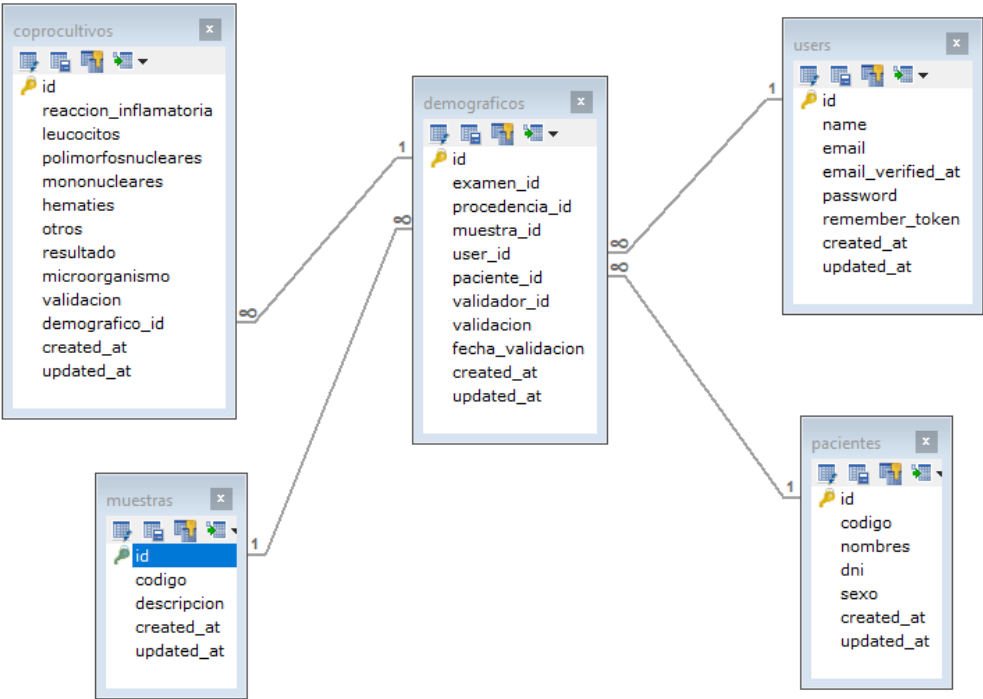 coprocultivos
id
reaccion_inflamatoria
leucocitos
polimorfosnucleares
mononucleares
hematies
otros
resultado
microorganismo
validacion
demografico_id
created_at
updated_at
demograficos
id
examen_id
procedencia_id
muestra_id
user_id
paciente_id
validador_id
validacion
fecha_validacion
created_at
updated_at
users
id
name
email
email_verified_at
password
remember_token
created_at
updated_at
muestras
id
codigo
descripcion
created_at
updated_at
pacientes
id
codigo
nombres
dni
sexo
created_at
updated_at
1
∞
1
∞
1
∞
∞
1